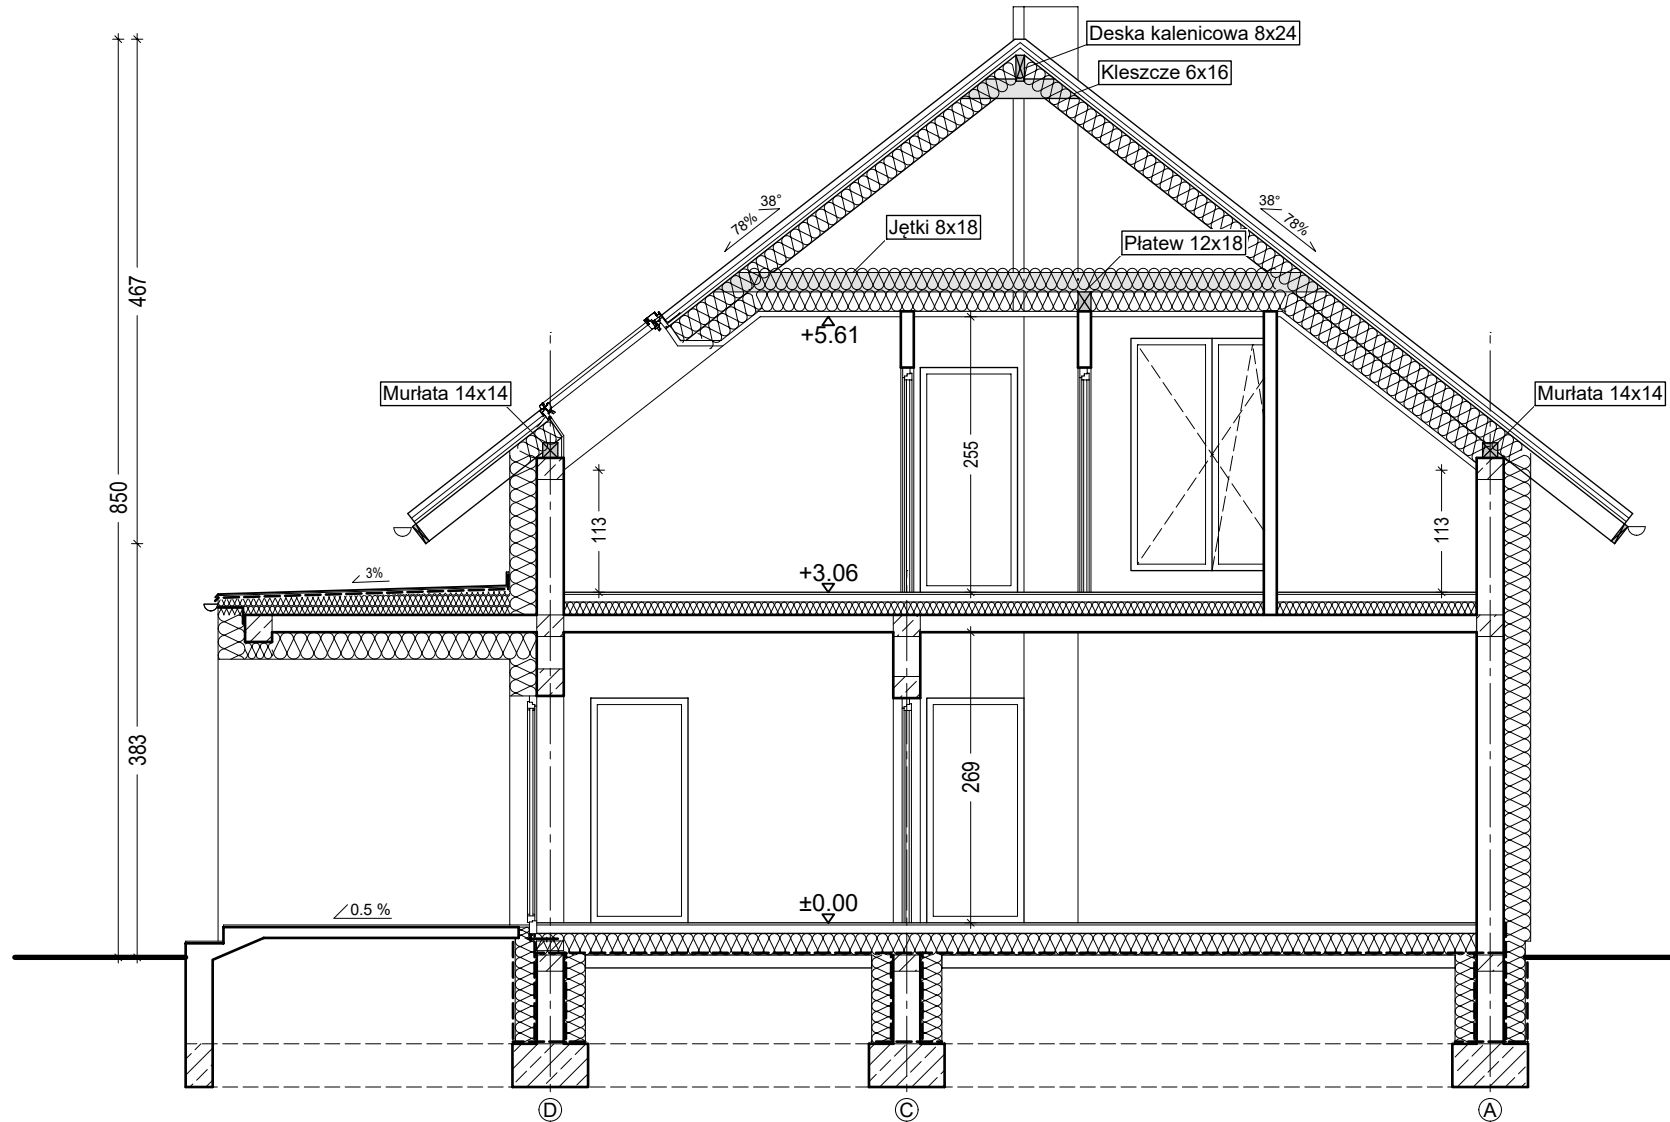 Deska kalenicowa 8x24
Kleszcze 6x16
38°
78%
38°
78%
Jętki 8x18
Płatew 12x18
467
+5.61
Murłata 14x14
Murłata 14x14
850
255
113
113
3%
+3.06
383
269
0.5 %
±0.00
D
C
A